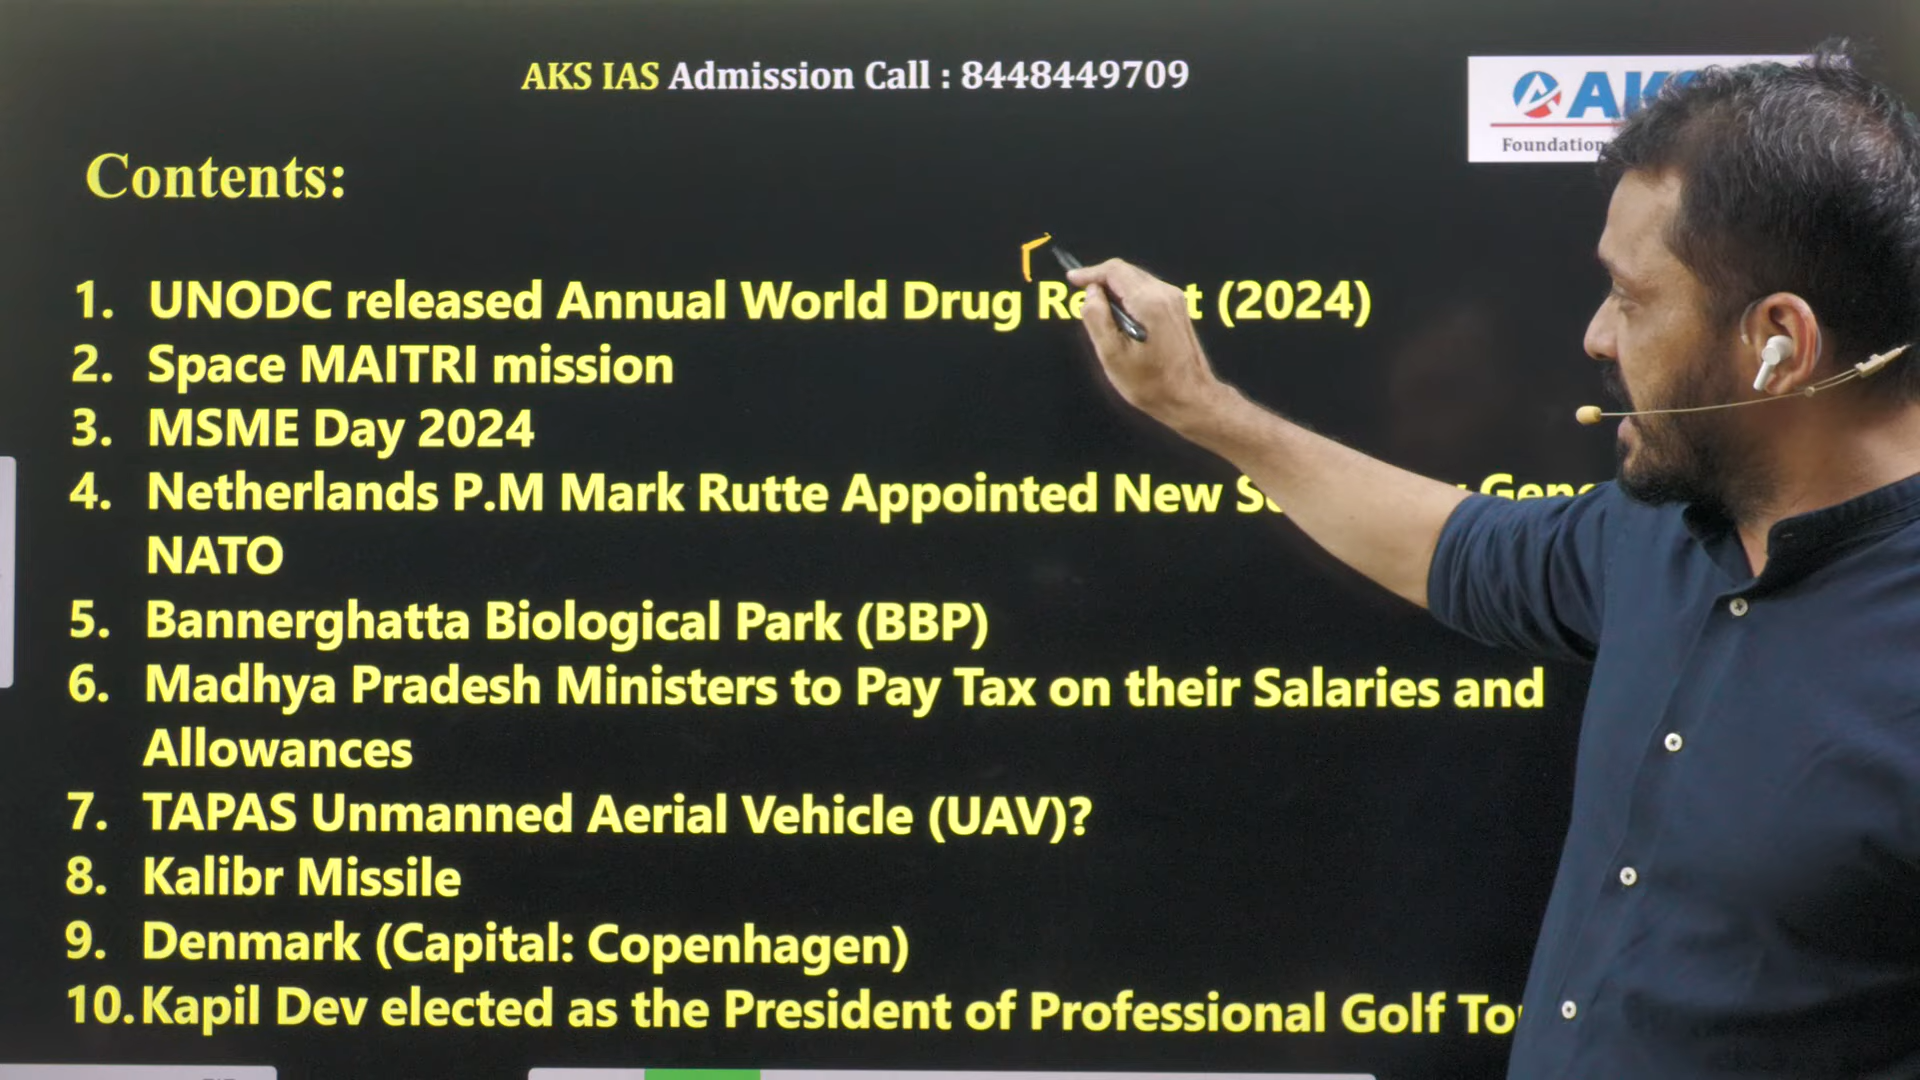 AKS IAS Admission Call : 8448449709
Foundation
Contents:
1. UNODC released Annual World Drug (2024)
2. Space MAITRI mission
3. MSME Day 2024
4. Netherlands P.M Mark Rutte Appointed New
NATO
5. Bannerghatta Biological Park (BBP)
6. Madhya Pradesh Ministers to Pay Tax on their Salaries and
Allowances
7. TAPAS Unmanned Aerial Vehicle (UAV)?
8. Kalibr Missile
9. Denmark (Capital: Copenhagen)
10. Kapil Dev elected as the President of Professional Golf